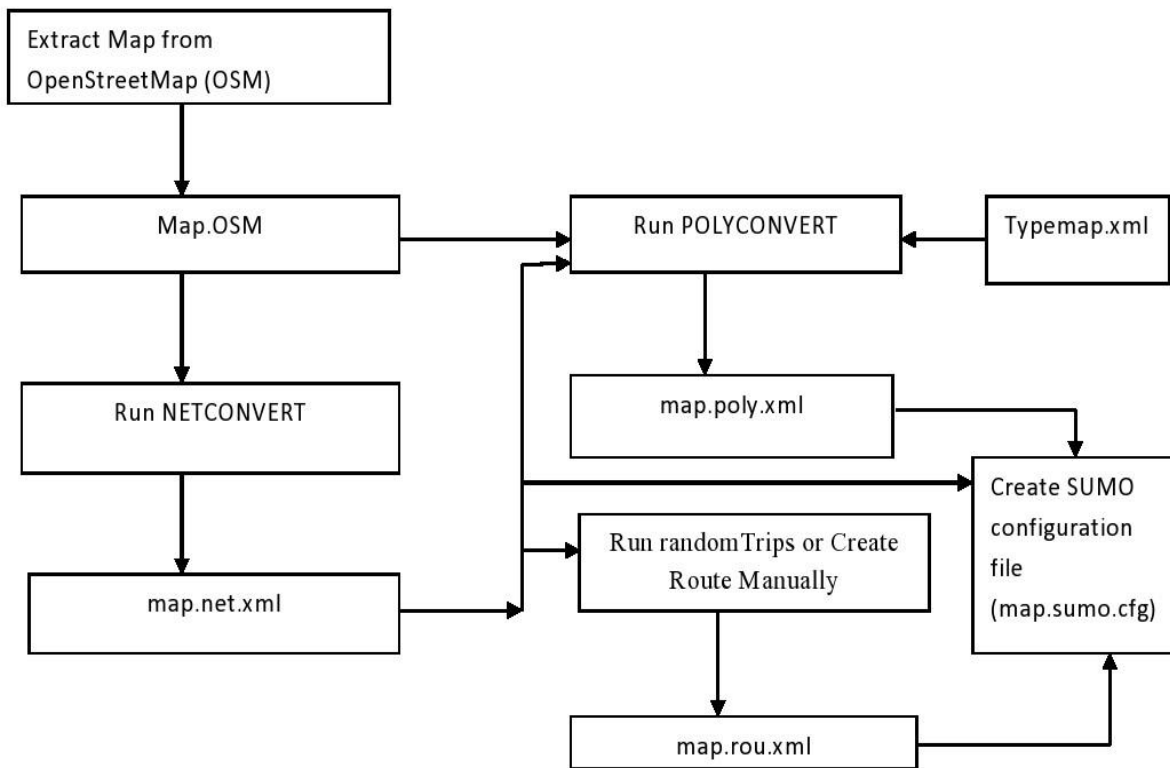 Extract Map from
OpenStreetMap (OSM)
Map.OSM
Run POLYCONVERT
Typemap.xml
Run NETCONVERT
map.poly.xml
Create SUMO
configuration
file
(map.sumo.cfg)
Run randomTrips or Create
Route Manually
map.net.xml
map.rou.xml